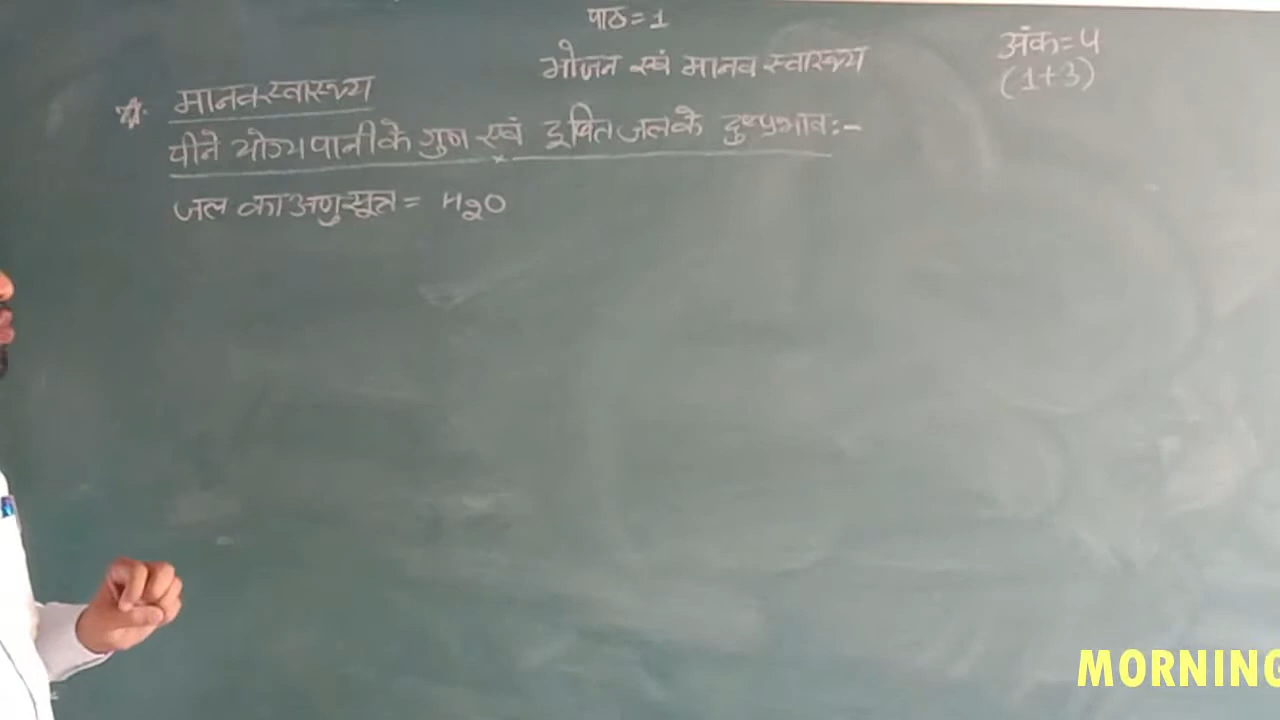 पाठ=1
भोजन एवं मानव स्वास्थ्य
अंक=4
(1+3)
मानव स्वास्थ्य
पीने योग्य पानी के गुण एवं दूषित जल के दुष्प्रभाव:-
जल का अणुसूत्र = H2O
MORNING